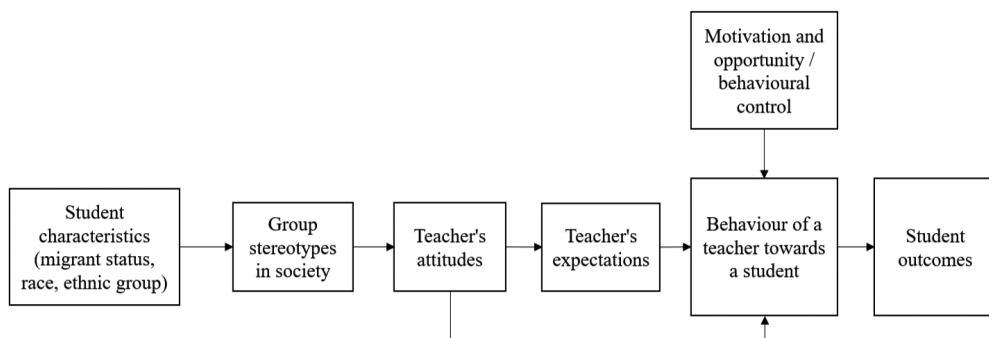 Motivation and
opportunity /
behavioural
control
Student
characteristics
(migrant status,
race, ethnic group)
Group
stereotypes
in society
Teacher's
attitudes
Teacher's
expectations
Behaviour of a
teacher towards
a student
Student
outcomes